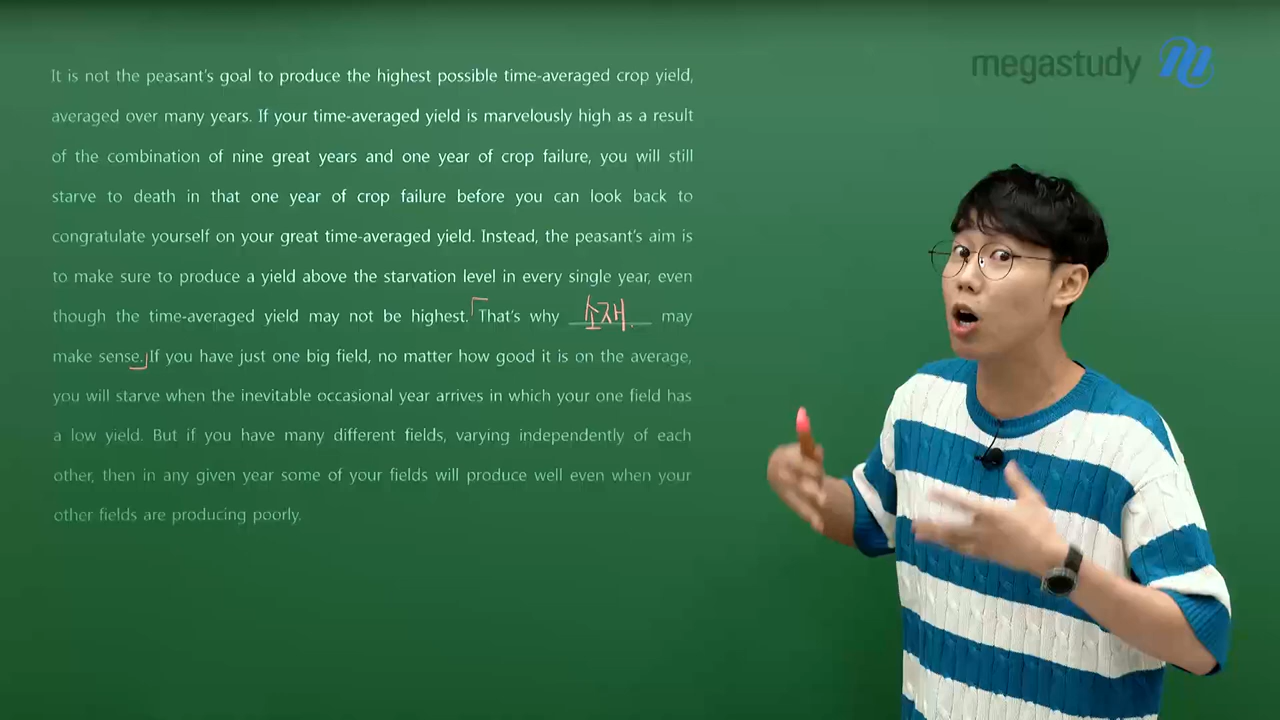 megastudy
It is not the peasant's goal to produce the highest possible time-averaged crop yield,
averaged over many years. If your time-averaged yield is marvelously high as a result
of the combination of nine great years and one year of crop failure, you will still
starve to death in that one year of crop failure before you can look back to
congratulate yourself on your great time-averaged yield. Instead, the peasant's aim is
to make sure to produce a yield above the starvation level in every single year, even
though the time-averaged yield may not be highest. That's why 소재 may
make sense. If you have just one big field, no matter how good it is on the average,
you will starve when the inevitable occasional year arrives in which your one field has
a low yield. But if you have many different fields, varying independently of each
other, then in any given year some of your fields will produce well even when your
other fields are producing poorly.